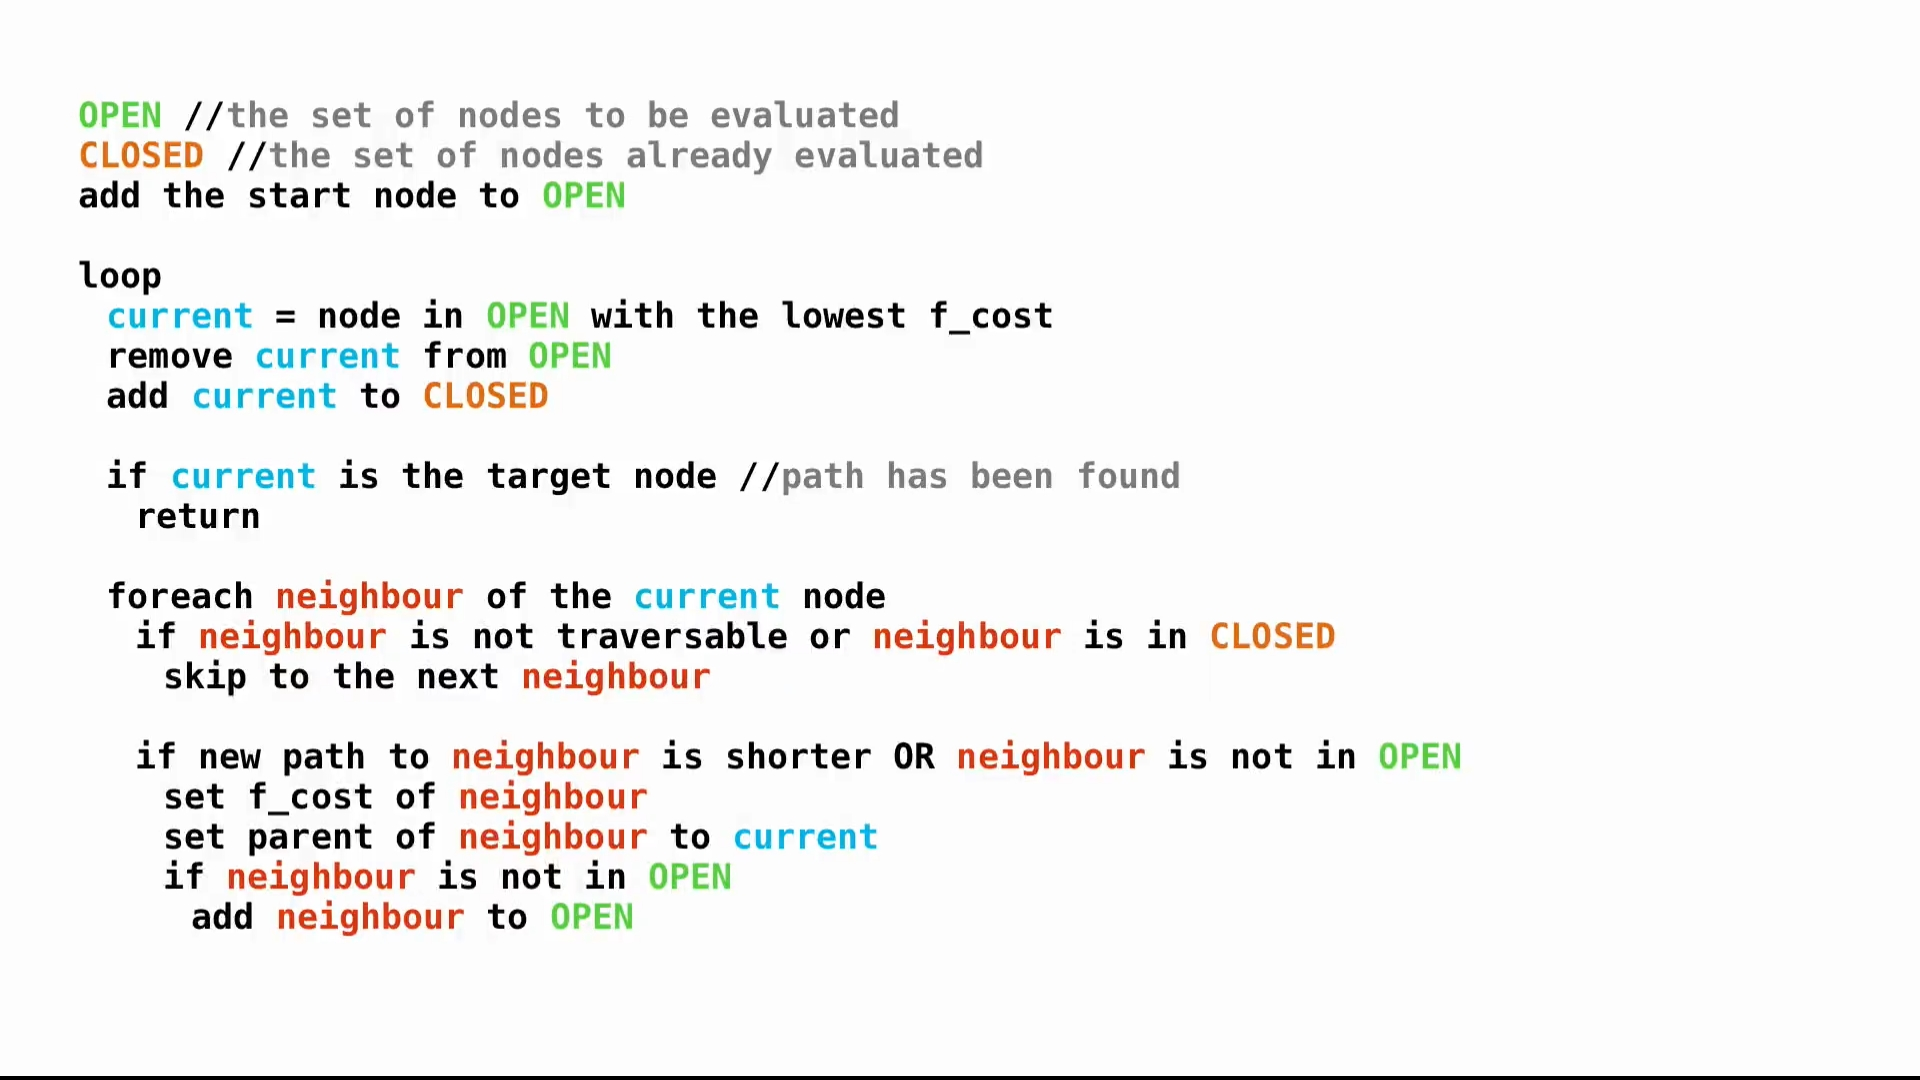 OPEN //the set of nodes to be evaluated
CLOSED //the set of nodes already evaluated
add the start node to OPEN
loop
current = node in OPEN with the lowest f_cost
remove current from OPEN
add current to CLOSED
if current is the target node //path has been found
return
foreach neighbour of the current node
if neighbour is not traversable or neighbour is in CLOSED
skip to the next neighbour
if new path to neighbour is shorter OR neighbour is not in OPEN
set f_cost of neighbour
set parent of neighbour to current
if neighbour is not in OPEN
add neighbour to OPEN